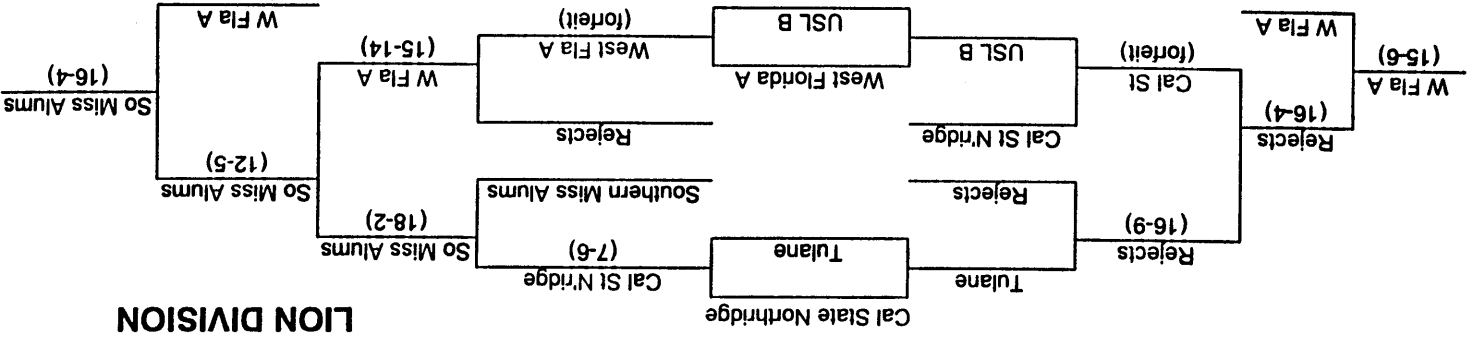 LION DIVISION
Cal State Northridge
Tulane
Cal St N'ridge
(7-6)
Tulane
Rejects
(16-9)
So Miss Alums
(18-2)
Rejects
Southern Miss Alums
So Miss Alums
(12-5)
Rejects
(16-4)
Cal St N'ridge
Rejects
So Miss Alums
(16-4)
W Fla A
(15-6)
Cal St
(forfeit)
USL B
West Florida A
USL B
West Fla A
(forfeit)
W Fla A
(15-14)
W Fla A
W Fla A